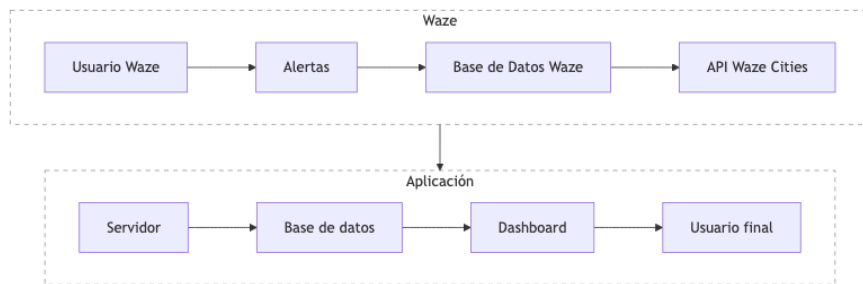 Waze
Usuario Waze
Alertas
Base de Datos Waze
API Waze Cities
Aplicación
Servidor
Base de datos
Dashboard
Usuario final